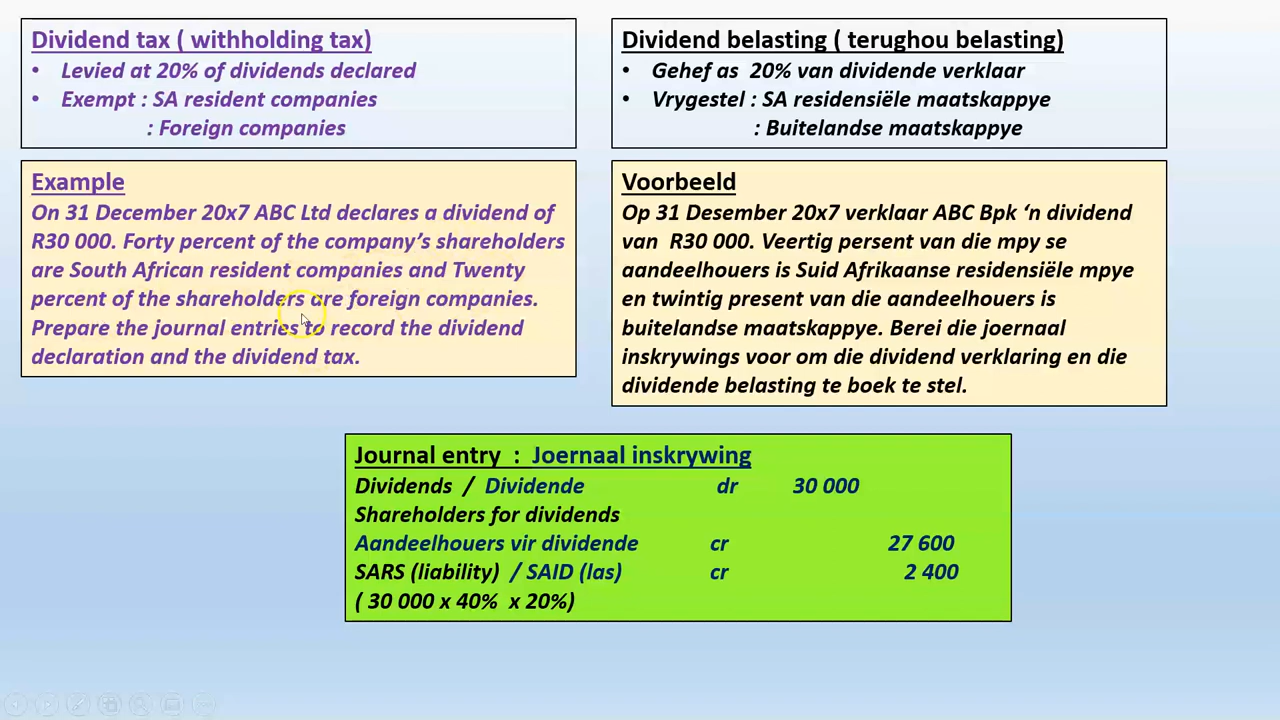 Dividend tax ( withholding tax)
• Levied at 20% of dividends declared
• Exempt : SA resident companies
: Foreign companies
Dividend belasting ( terughou belasting)
• Gehef as 20% van dividende verklaar
• Vrygestel : SA residensiële maatskappye
: Buitelandse maatskappye
Example
On 31 December 20x7 ABC Ltd declares a dividend of
R30 000. Forty percent of the company’s shareholders
are South African resident companies and Twenty
percent of the shareholders are foreign companies.
Prepare the journal entries to record the dividend
declaration and the dividend tax.
Voorbeeld
Op 31 Desember 20x7 verklaar ABC Bpk ‘n dividend
van R30 000. Veertig persent van die mpy se
aandeelhouers is Suid Afrikaanse residensiële mpye
en twintig present van die aandeelhouers is
buitelandse maatskappye. Berei die joernaal
inskrywings voor om die dividend verklaring en die
dividende belasting te boek te stel.
Journal entry : Joernaal inskrywing
Dividends / Dividende dr 30 000
Shareholders for dividends
Aandeelhouers vir dividende cr 27 600
SARS (liability) / SAID (las) cr 2 400
( 30 000 x 40% x 20%)